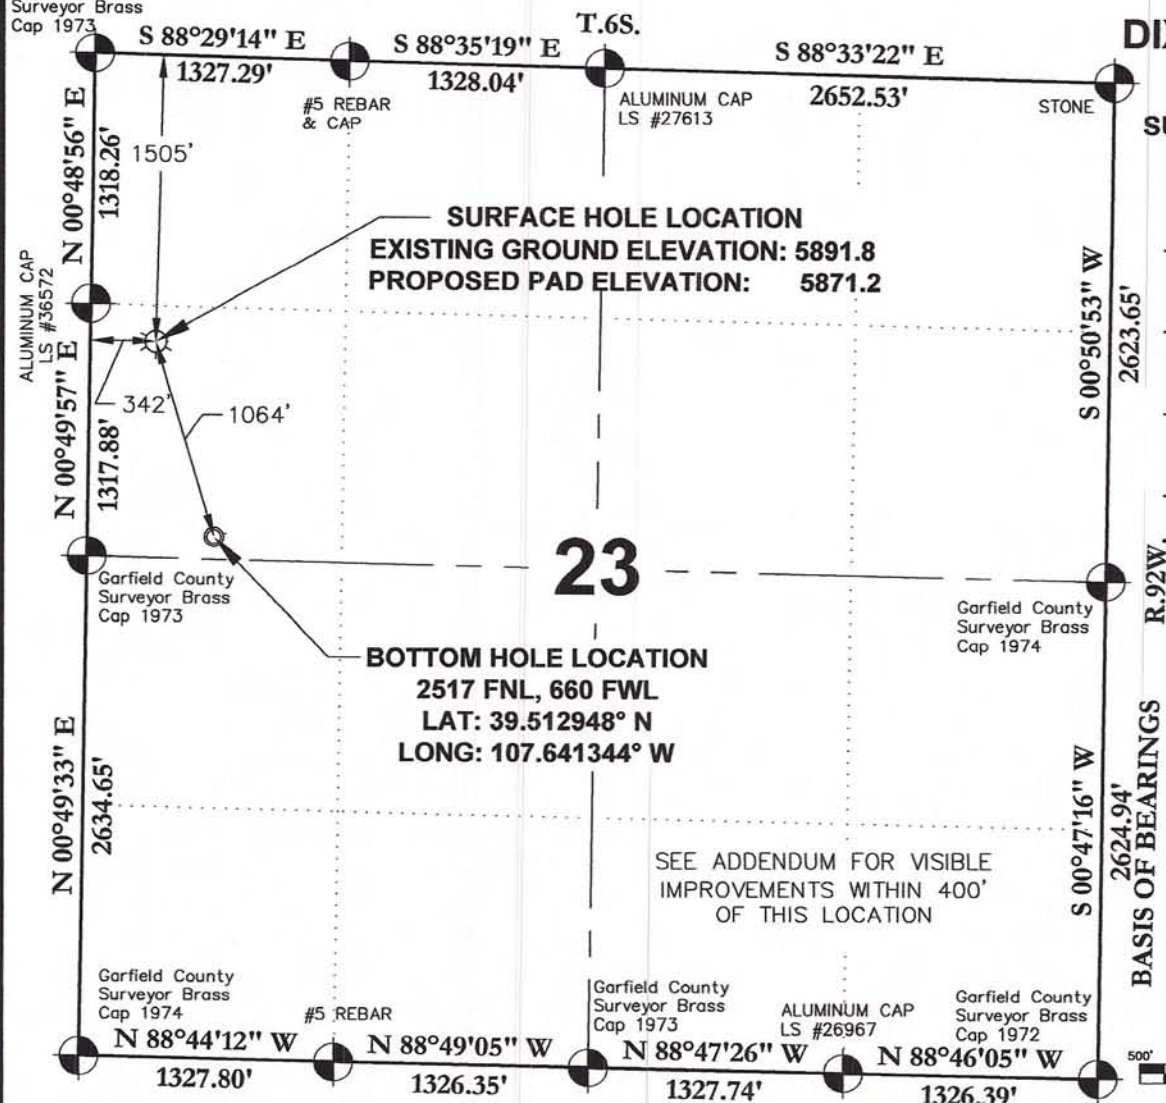 Surveyor Brass
Cap 1973
S 88°29'14" E
1327.29'
S 88°35'19" E
1328.04'
T.6S.
S 88°33'22" E
2652.53'
#5 REBAR
& CAP
ALUMINUM CAP
LS #27613
STONE
N 00°48'56" E
1318.26'
1505'
SURFACE HOLE LOCATION
EXISTING GROUND ELEVATION: 5891.8
PROPOSED PAD ELEVATION: 5871.2
ALUMINUM CAP
LS #36572
N 00°49'57" E
1317.88'
342'
1064'
S 00°50'53" W
2623.65'
23
R.92W.
Garfield County
Surveyor Brass
Cap 1973
Garfield County
Surveyor Brass
Cap 1974
BOTTOM HOLE LOCATION
2517 FNL, 660 FWL
LAT: 39.512948° N
LONG: 107.641344° W
N 00°49'33" E
2634.65'
S 00°47'16" W
2624.94'
BASIS OF BEARINGS
SEE ADDENDUM FOR VISIBLE
IMPROVEMENTS WITHIN 400'
OF THIS LOCATION
Garfield County
Surveyor Brass
Cap 1974
#5 REBAR
Garfield County
Surveyor Brass
Cap 1973
ALUMINUM CAP
LS #26967
Garfield County
Surveyor Brass
Cap 1972
N 88°44'12" W
1327.80'
N 88°49'05" W
1326.35'
N 88°47'26" W
1327.74'
N 88°46'05" W
1326.39'
500'